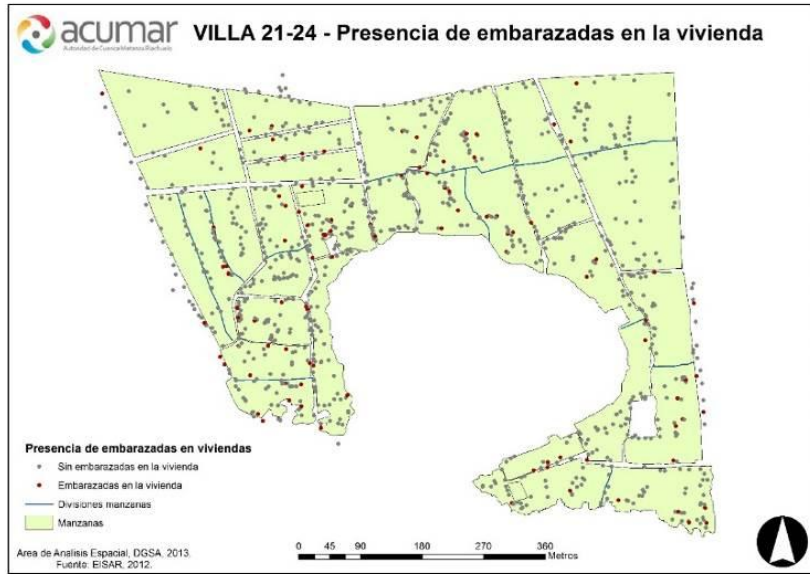 acumar
Autoridad de Cuenca Matanza Riachuelo
VILLA 21-24 - Presencia de embarazadas en la vivienda
Presencia de embarazadas en viviendas
Sin embarazadas en la vivienda
Embarazadas en la vivienda
Divisiones manzanas
Manzanas
Area de Analisis Espacial, DGSA, 2013.
Fuente: EISAR, 2012.
0 45 90 180 270 360
Metros